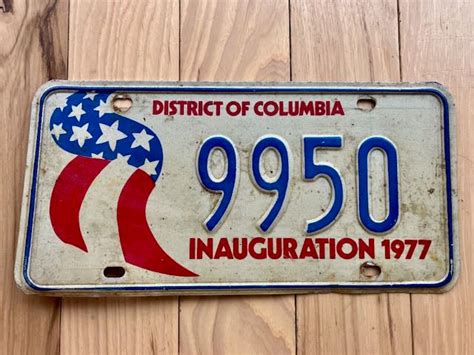 DISTRICT OF COLUMBIA
9950
INAUGURATION 1977